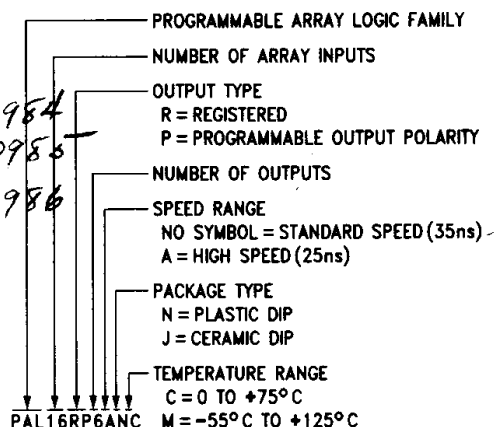 PROGRAMMABLE ARRAY LOGIC FAMILY
NUMBER OF ARRAY INPUTS
OUTPUT TYPE
R = REGISTERED
P = PROGRAMMABLE OUTPUT POLARITY
984
0985
986
NUMBER OF OUTPUTS
SPEED RANGE
NO SYMBOL = STANDARD SPEED (35ns)
A = HIGH SPEED (25ns)
PACKAGE TYPE
N = PLASTIC DIP
J = CERAMIC DIP
TEMPERATURE RANGE
C = 0 TO +75°C
PAL16RP6ANC M = -55°C TO +125°C